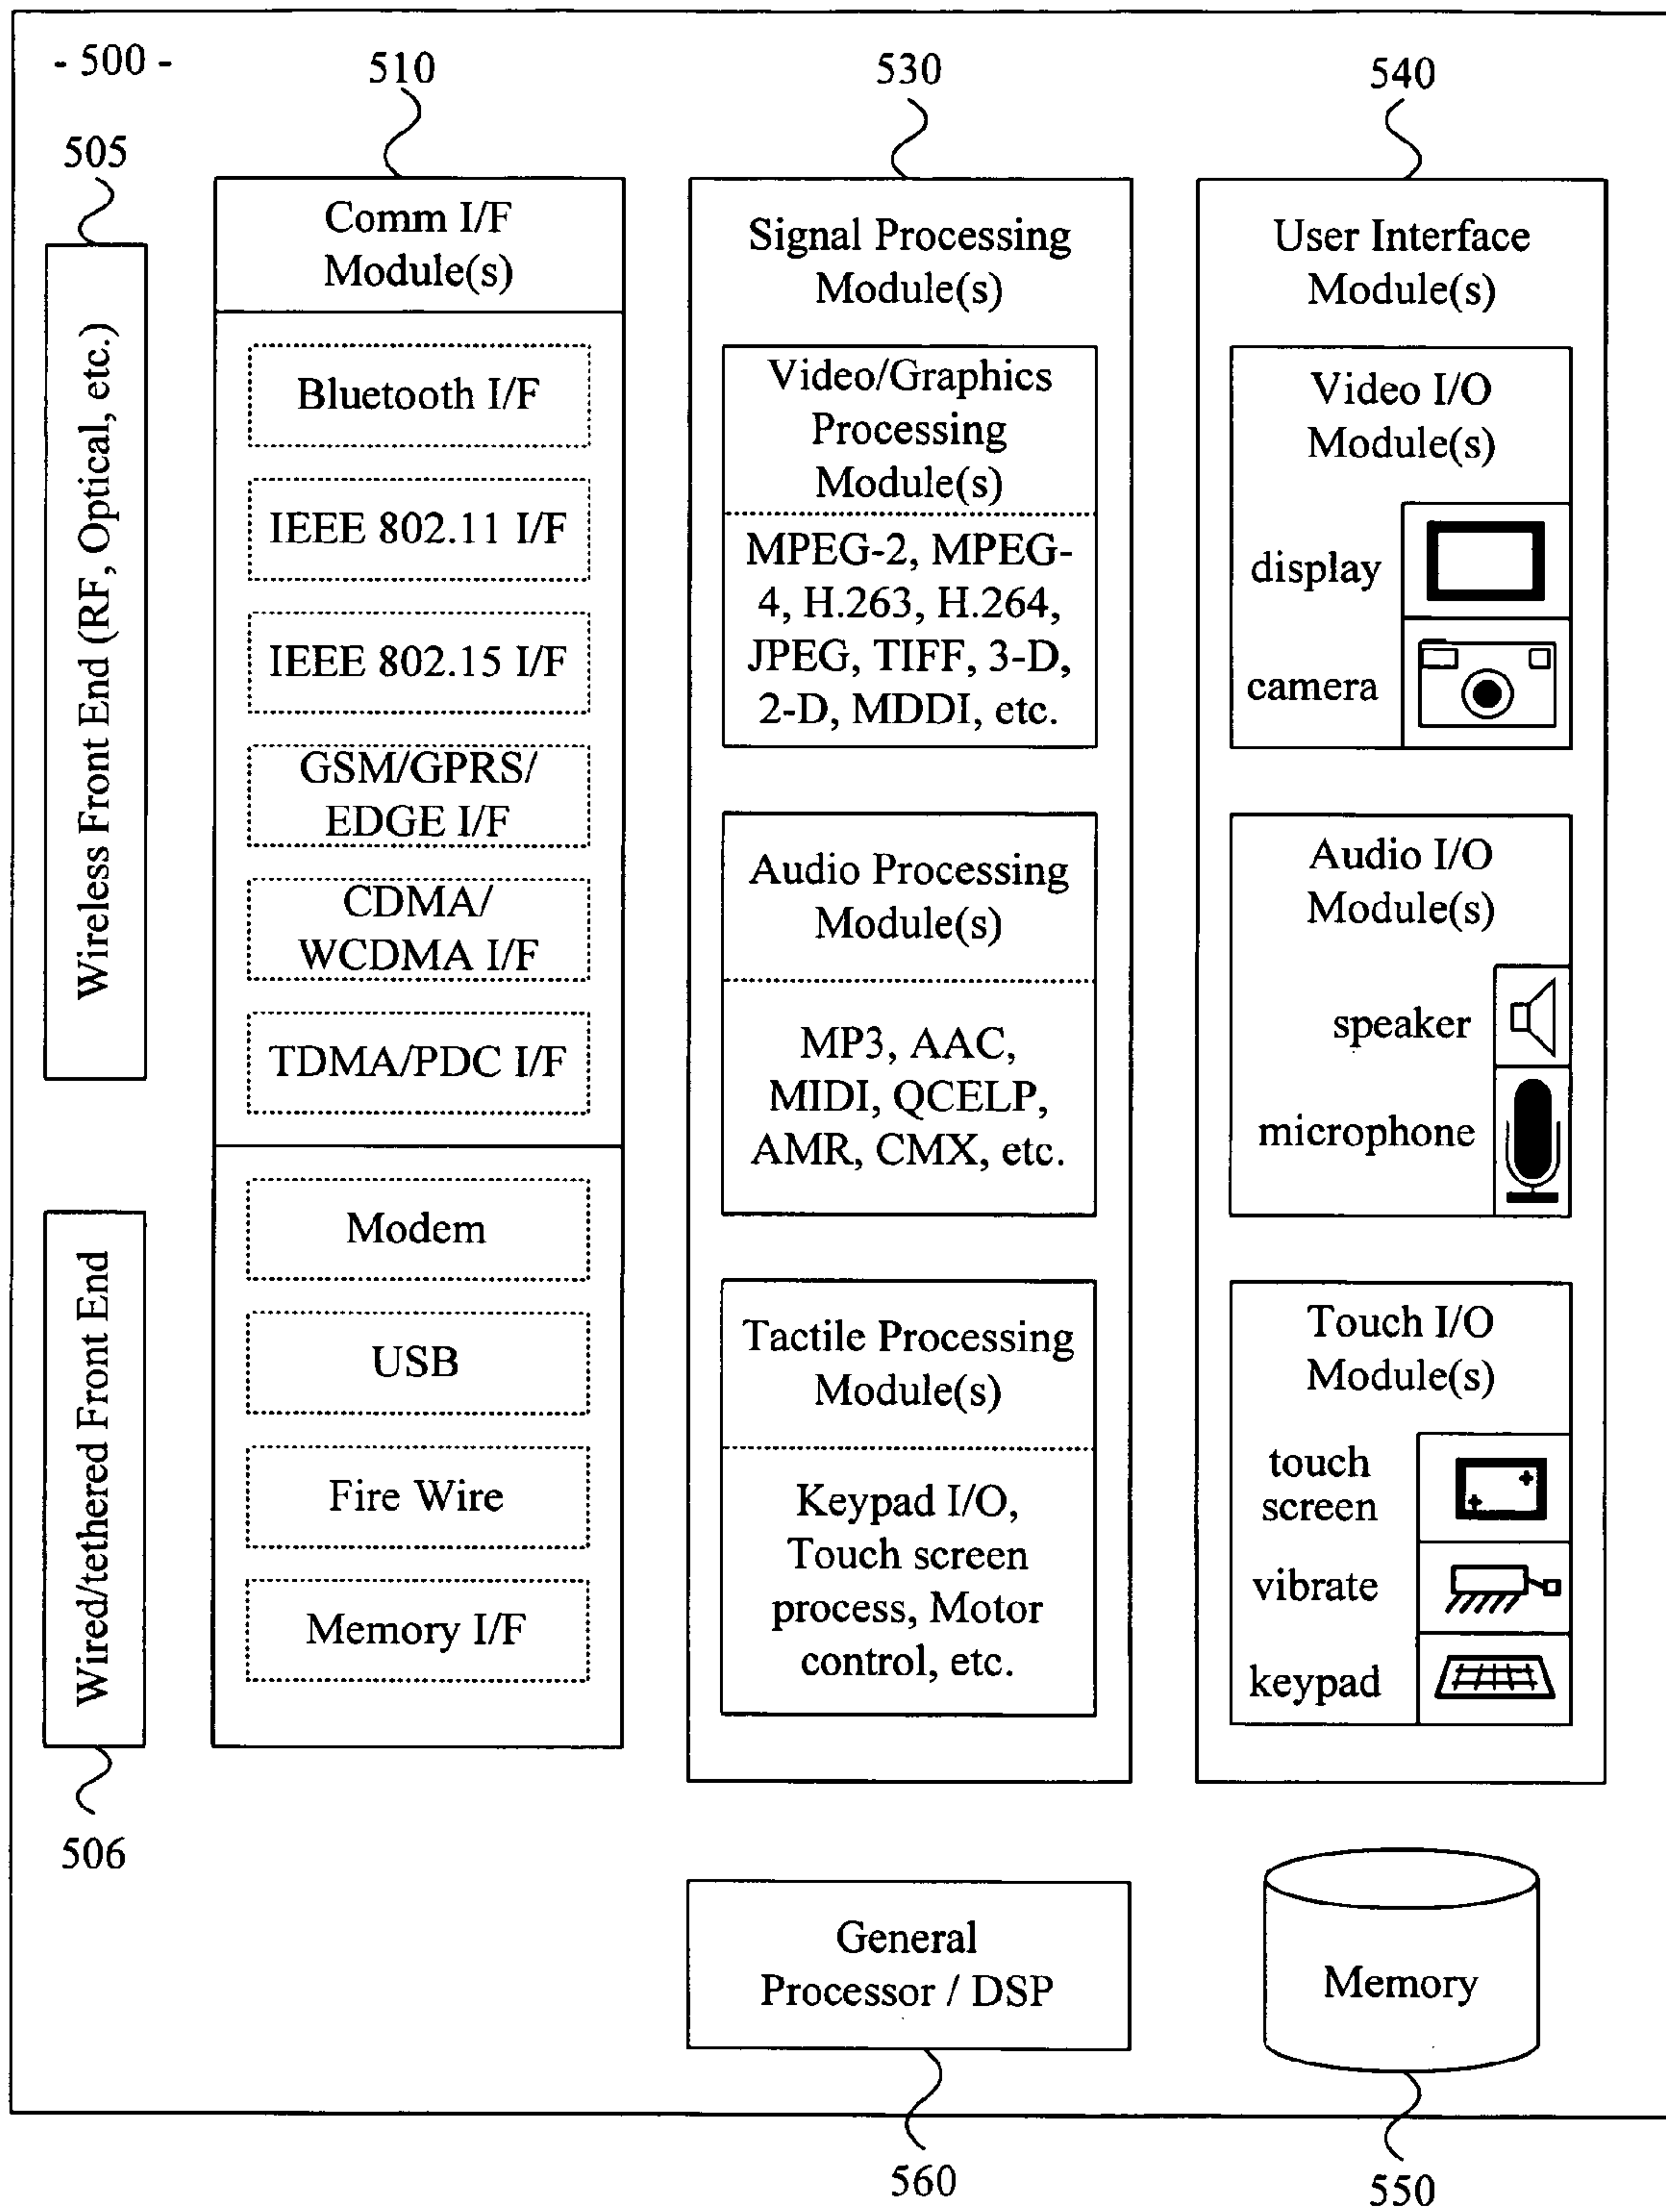 - 500 -
510
530
540
505
Wireless Front End (RF, Optical, etc.)
Wired/tethered Front End
506
Comm I/F
Module(s)
Bluetooth I/F
IEEE 802.11 I/F
IEEE 802.15 I/F
GSM/GPRS/
EDGE I/F
CDMA/
WCDMA I/F
TDMA/PDC I/F
Modem
USB
Fire Wire
Memory I/F
Signal Processing
Module(s)
Video/Graphics
Processing
Module(s)
MPEG-2, MPEG-
4, H.263, H.264,
JPEG, TIFF, 3-D,
2-D, MDDI, etc.
Audio Processing
Module(s)
MP3, AAC,
MIDI, QCELP,
AMR, CMX, etc.
Tactile Processing
Module(s)
Keypad I/O,
Touch screen
process, Motor
control, etc.
User Interface
Module(s)
Video I/O
Module(s)
display
camera
Audio I/O
Module(s)
speaker
microphone
Touch I/O
Module(s)
touch
screen
vibrate
keypad
General
Processor / DSP
Memory
560
550